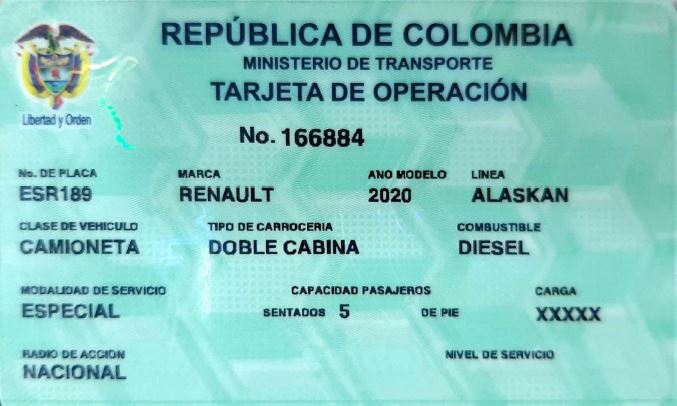 REPÚBLICA DE COLOMBIA
MINISTERIO DE TRANSPORTE
TARJETA DE OPERACIÓN
Libertad y Orden
No. 166884
No. DE PLACA MARCA ANO MODELO LINEA
ESR189 RENAULT 2020 ALASKAN
CLASE DE VEHICULO TIPO DE CARROCERIA COMBUSTIBLE
CAMIONETA DOBLE CABINA DIESEL
MODALIDAD DE SERVICIO CAPACIDAD PASAJEROS CARGA
ESPECIAL SENTADOS 5 DE PIE XXXXX
RADIO DE ACCION NIVEL DE SERVICIO
NACIONAL